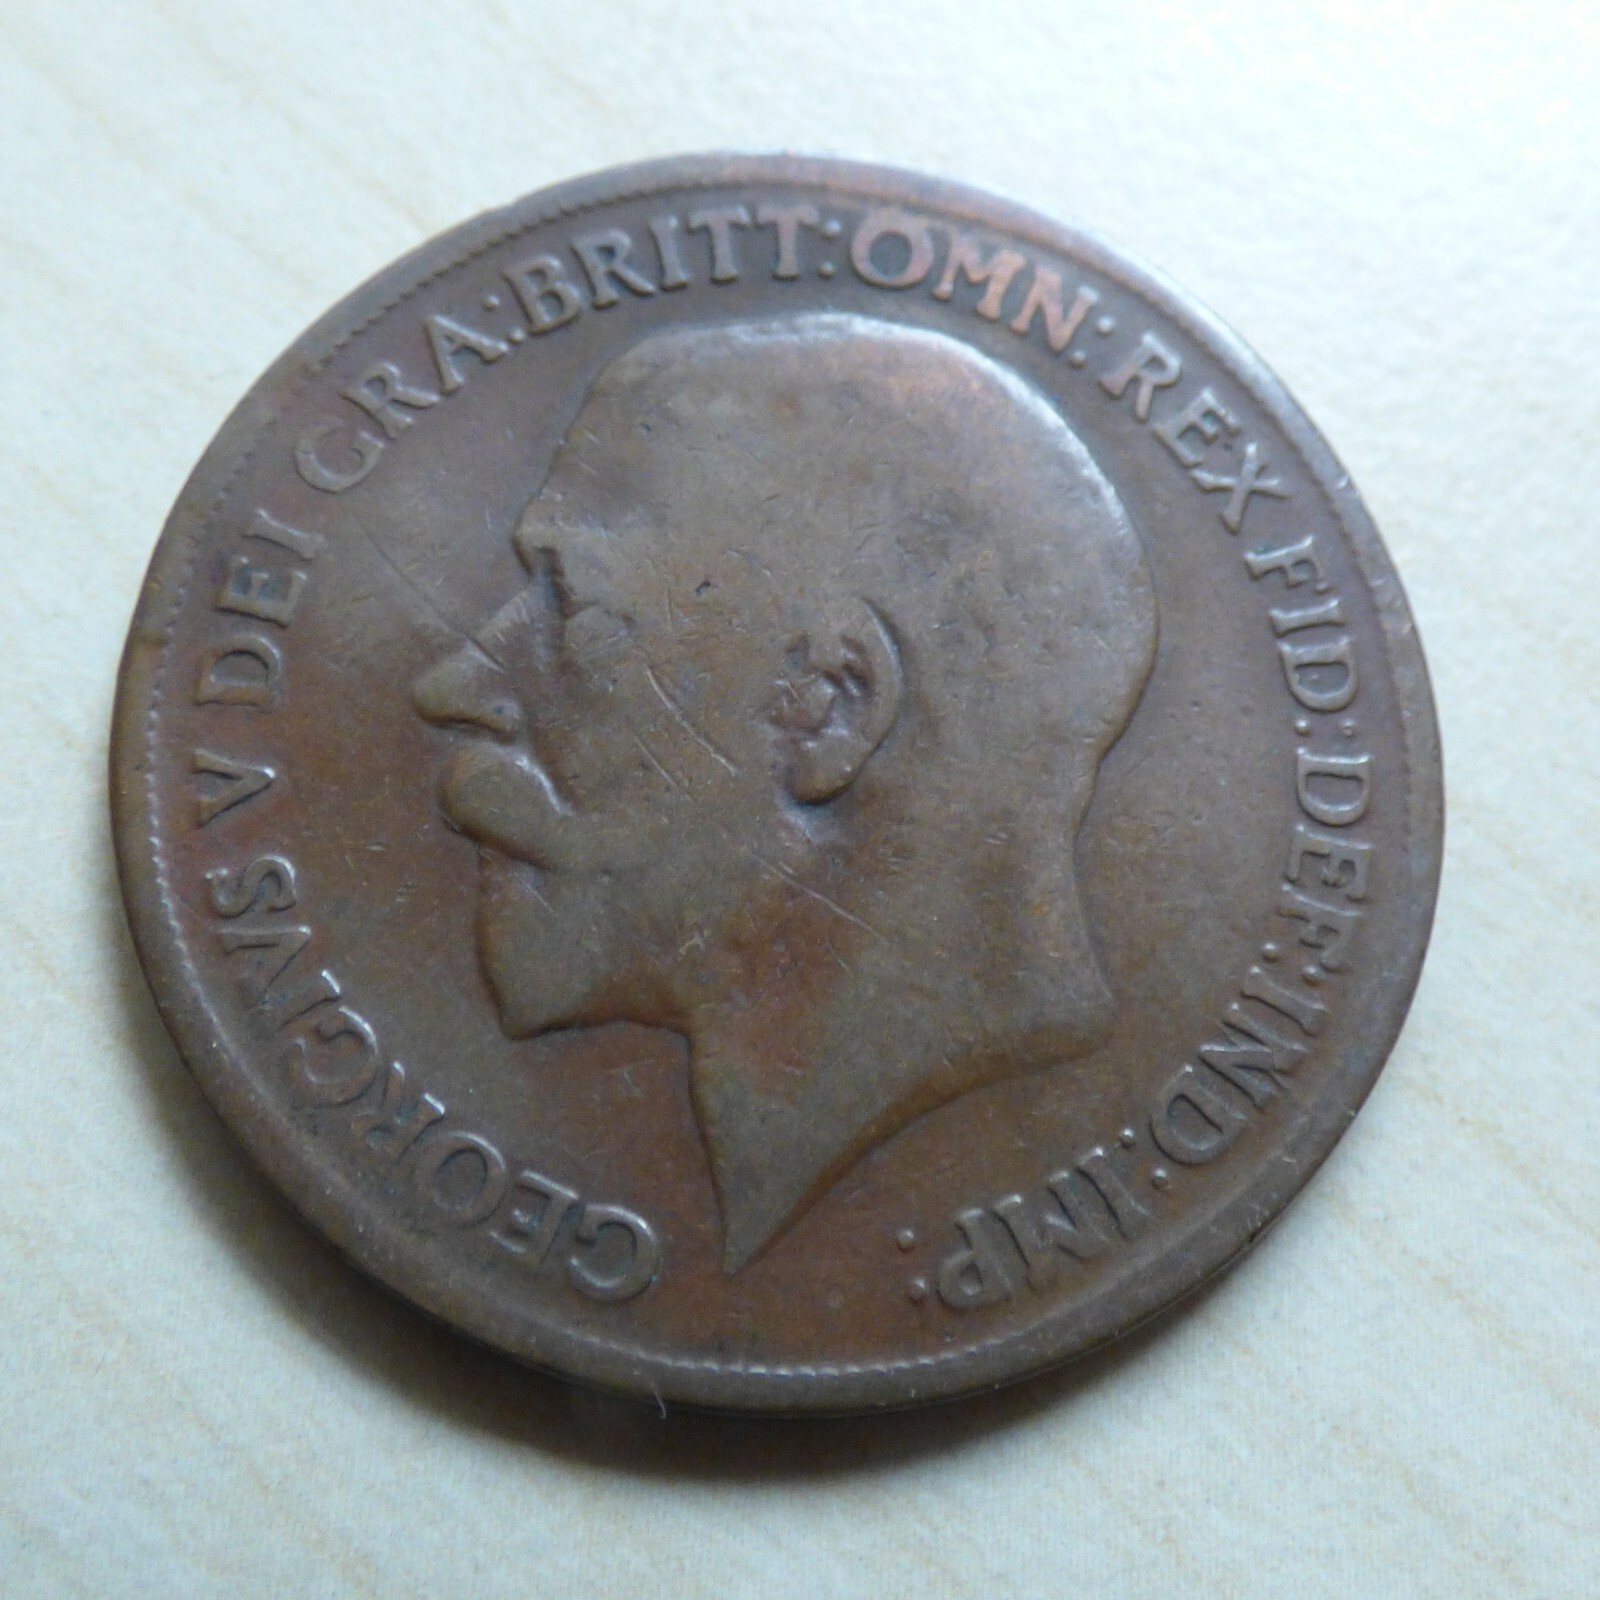 GEORGIVS V DEI GRA: BRITT: OMN: REX FID: DEF: IND: IMP: